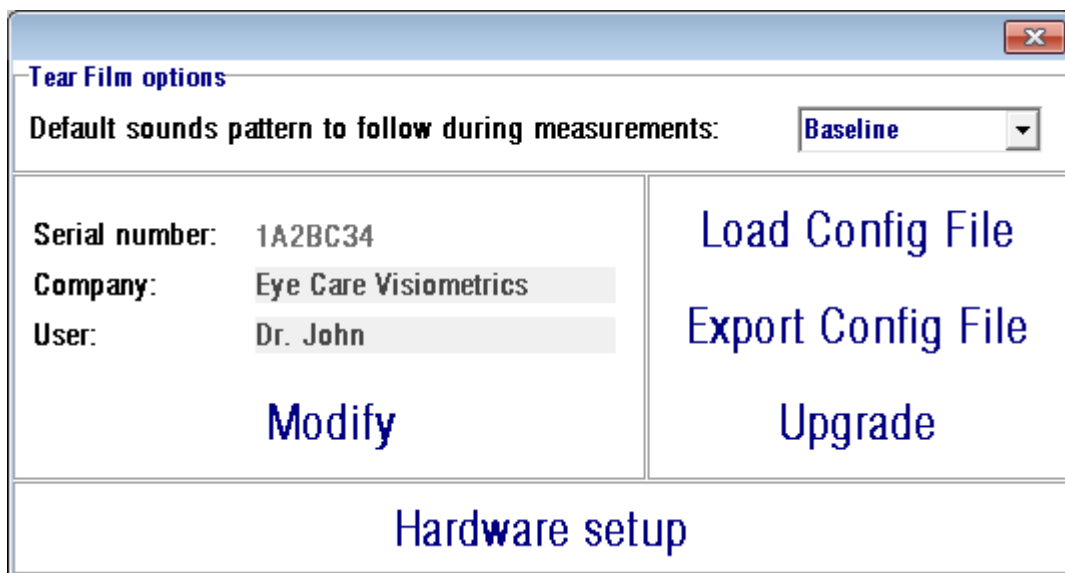 Tear Film options
Default sounds pattern to follow during measurements: Baseline
Serial number: 1A2BC34
Company: Eye Care Visiometrics
User: Dr. John
Modify
Load Config File
Export Config File
Upgrade
Hardware setup